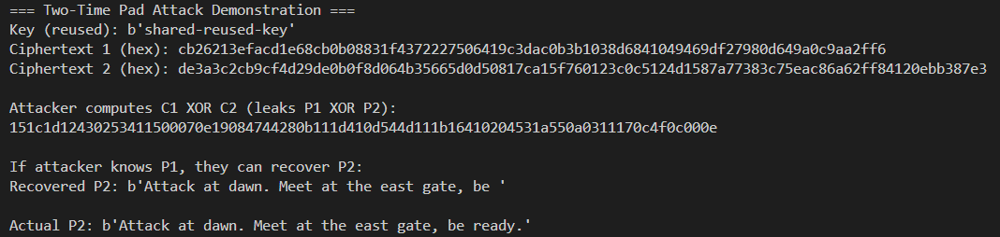 === Two-Time Pad Attack Demonstration ===
Key (reused): b'shared-reused-key'
Ciphertext 1 (hex): cb26213efacd1e68cb0b08831f4372227506419c3dac0b3b1038d6841049469df27980d649a0c9aa2ff6
Ciphertext 2 (hex): de3a3c2cb9cf4d29de0b0f8d064b35665d0d50817ca15f760123c0c5124d1587a77383c75eac86a62ff84120ebb387e3
Attacker computes C1 XOR C2 (leaks P1 XOR P2):
151c1d12430253411500070e19084744280b111d410d544d111b16410204531a550a0311170c4f0c000e
If attacker knows P1, they can recover P2:
Recovered P2: b'Attack at dawn. Meet at the east gate, be '
Actual P2: b'Attack at dawn. Meet at the east gate, be ready.'